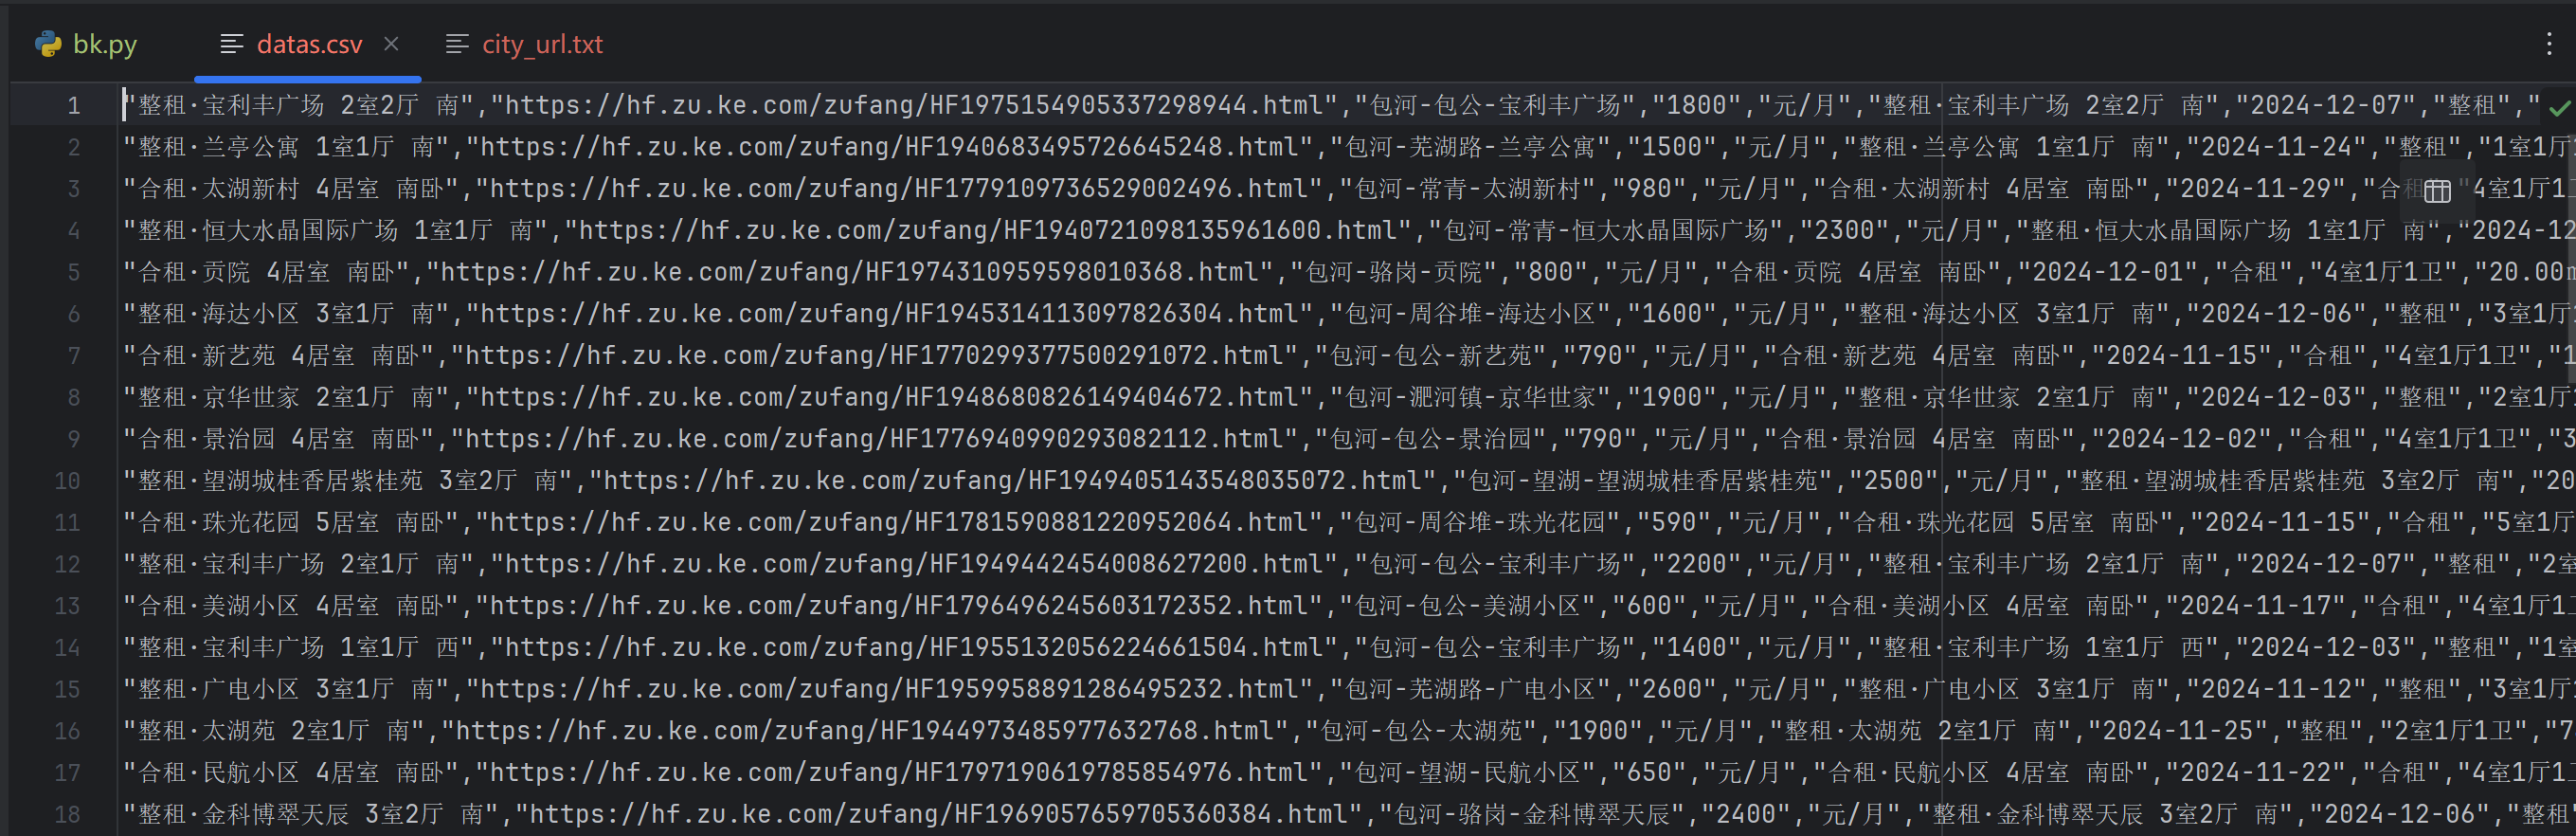 bk.py datas.csv city_url.txt
1 "整租·宝利丰广场 2室2厅 南","https://hf.zu.ke.com/zufang/HF1975154905337298944.html","包河-包公-宝利丰广场","1800","元/月","整租·宝利丰广场 2室2厅 南","2024-12-07","整租","
2 "整租·兰亭公寓 1室1厅 南","https://hf.zu.ke.com/zufang/HF1940683495726645248.html","包河-芜湖路-兰亭公寓","1500","元/月","整租·兰亭公寓 1室1厅 南","2024-11-24","整租","1室1厅
3 "合租·太湖新村 4居室 南卧","https://hf.zu.ke.com/zufang/HF1779109736529002496.html","包河-常青-太湖新村","980","元/月","合租·太湖新村 4居室 南卧","2024-11-29","合租","4室1厅1
4 "整租·恒大水晶国际广场 1室1厅 南","https://hf.zu.ke.com/zufang/HF1940721098135961600.html","包河-常青-恒大水晶国际广场","2300","元/月","整租·恒大水晶国际广场 1室1厅 南","2024-12
5 "合租·贡院 4居室 南卧","https://hf.zu.ke.com/zufang/HF1974310959598010368.html","包河-骆岗-贡院","800","元/月","合租·贡院 4居室 南卧","2024-12-01","合租","4室1厅1卫","20.00
6 "整租·海达小区 3室1厅 南","https://hf.zu.ke.com/zufang/HF1945314113097826304.html","包河-周谷堆-海达小区","1600","元/月","整租·海达小区 3室1厅 南","2024-12-06","整租","3室1厅
7 "合租·新艺苑 4居室 南卧","https://hf.zu.ke.com/zufang/HF1770299377500291072.html","包河-包公-新艺苑","790","元/月","合租·新艺苑 4居室 南卧","2024-11-15","合租","4室1厅1卫","1
8 "整租·京华世家 2室1厅 南","https://hf.zu.ke.com/zufang/HF1948680826149404672.html","包河-淝河镇-京华世家","1900","元/月","整租·京华世家 2室1厅 南","2024-12-03","整租","2室1厅
9 "合租·景治园 4居室 南卧","https://hf.zu.ke.com/zufang/HF1776940990293082112.html","包河-包公-景治园","790","元/月","合租·景治园 4居室 南卧","2024-12-02","合租","4室1厅1卫","3
10 "整租·望湖城桂香居紫桂苑 3室2厅 南","https://hf.zu.ke.com/zufang/HF1949405143548035072.html","包河-望湖-望湖城桂香居紫桂苑","2500","元/月","整租·望湖城桂香居紫桂苑 3室2厅 南","20
11 "合租·珠光花园 5居室 南卧","https://hf.zu.ke.com/zufang/HF1781590881220952064.html","包河-周谷堆-珠光花园","590","元/月","合租·珠光花园 5居室 南卧","2024-11-15","合租","5室1厅
12 "整租·宝利丰广场 2室1厅 南","https://hf.zu.ke.com/zufang/HF1949442454008627200.html","包河-包公-宝利丰广场","2200","元/月","整租·宝利丰广场 2室1厅 南","2024-12-07","整租","2室
13 "合租·美湖小区 4居室 南卧","https://hf.zu.ke.com/zufang/HF1796496245603172352.html","包河-包公-美湖小区","600","元/月","合租·美湖小区 4居室 南卧","2024-11-17","合租","4室1厅1
14 "整租·宝利丰广场 1室1厅 西","https://hf.zu.ke.com/zufang/HF1955132056224661504.html","包河-包公-宝利丰广场","1400","元/月","整租·宝利丰广场 1室1厅 西","2024-12-03","整租","1室
15 "整租·广电小区 3室1厅 南","https://hf.zu.ke.com/zufang/HF1959958891286495232.html","包河-芜湖路-广电小区","2600","元/月","整租·广电小区 3室1厅 南","2024-11-12","整租","3室1厅
16 "整租·太湖苑 2室1厅 南","https://hf.zu.ke.com/zufang/HF1944973485977632768.html","包河-包公-太湖苑","1900","元/月","整租·太湖苑 2室1厅 南","2024-11-25","整租","2室1厅1卫","7
17 "合租·民航小区 4居室 南卧","https://hf.zu.ke.com/zufang/HF1797190619785854976.html","包河-望湖-民航小区","650","元/月","合租·民航小区 4居室 南卧","2024-11-22","合租","4室1厅1
18 "整租·金科博翠天辰 3室2厅 南","https://hf.zu.ke.com/zufang/HF1969057659705360384.html","包河-骆岗-金科博翠天辰","2400","元/月","整租·金科博翠天辰 3室2厅 南","2024-12-06","整租